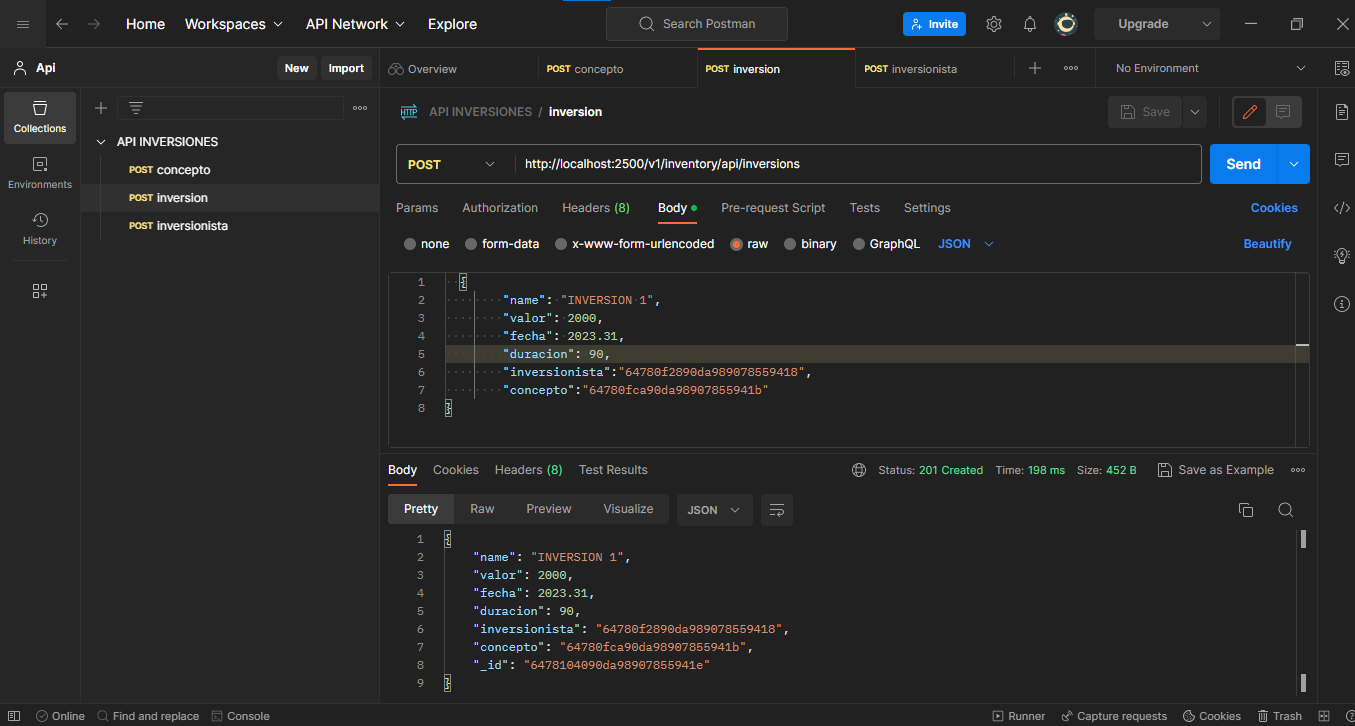 Home Workspaces API Network Explore Search Postman Invite Upgrade
Api New Import Overview POST concepto POST inversion POST inversionista No Environment
Collections
Environments
History
API INVERSIONES
POST concepto
POST inversion
POST inversionista
HTTP API INVERSIONES / inversion Save
POST http://localhost:2500/v1/inventory/api/inversions Send
Params Authorization Headers (8) Body Pre-request Script Tests Settings Cookies
none form-data x-www-form-urlencoded raw binary GraphQL JSON Beautify
1 {
2 "name": "INVERSION 1",
3 "valor": 2000,
4 "fecha": 2023.31,
5 "duracion": 90,
6 "inversionista":"64780f2890da989078559418",
7 "concepto":"64780fca90da98907855941b"
8 }
Body Cookies Headers (8) Test Results Status: 201 Created Time: 198 ms Size: 452 B Save as Example
Pretty Raw Preview Visualize JSON
1 {
2 "name": "INVERSION 1",
3 "valor": 2000,
4 "fecha": 2023.31,
5 "duracion": 90,
6 "inversionista": "64780f2890da989078559418",
7 "concepto": "64780fca90da98907855941b",
8 "_id": "6478104090da98907855941e"
9 }
Online Find and replace Console Runner Capture requests Cookies Trash